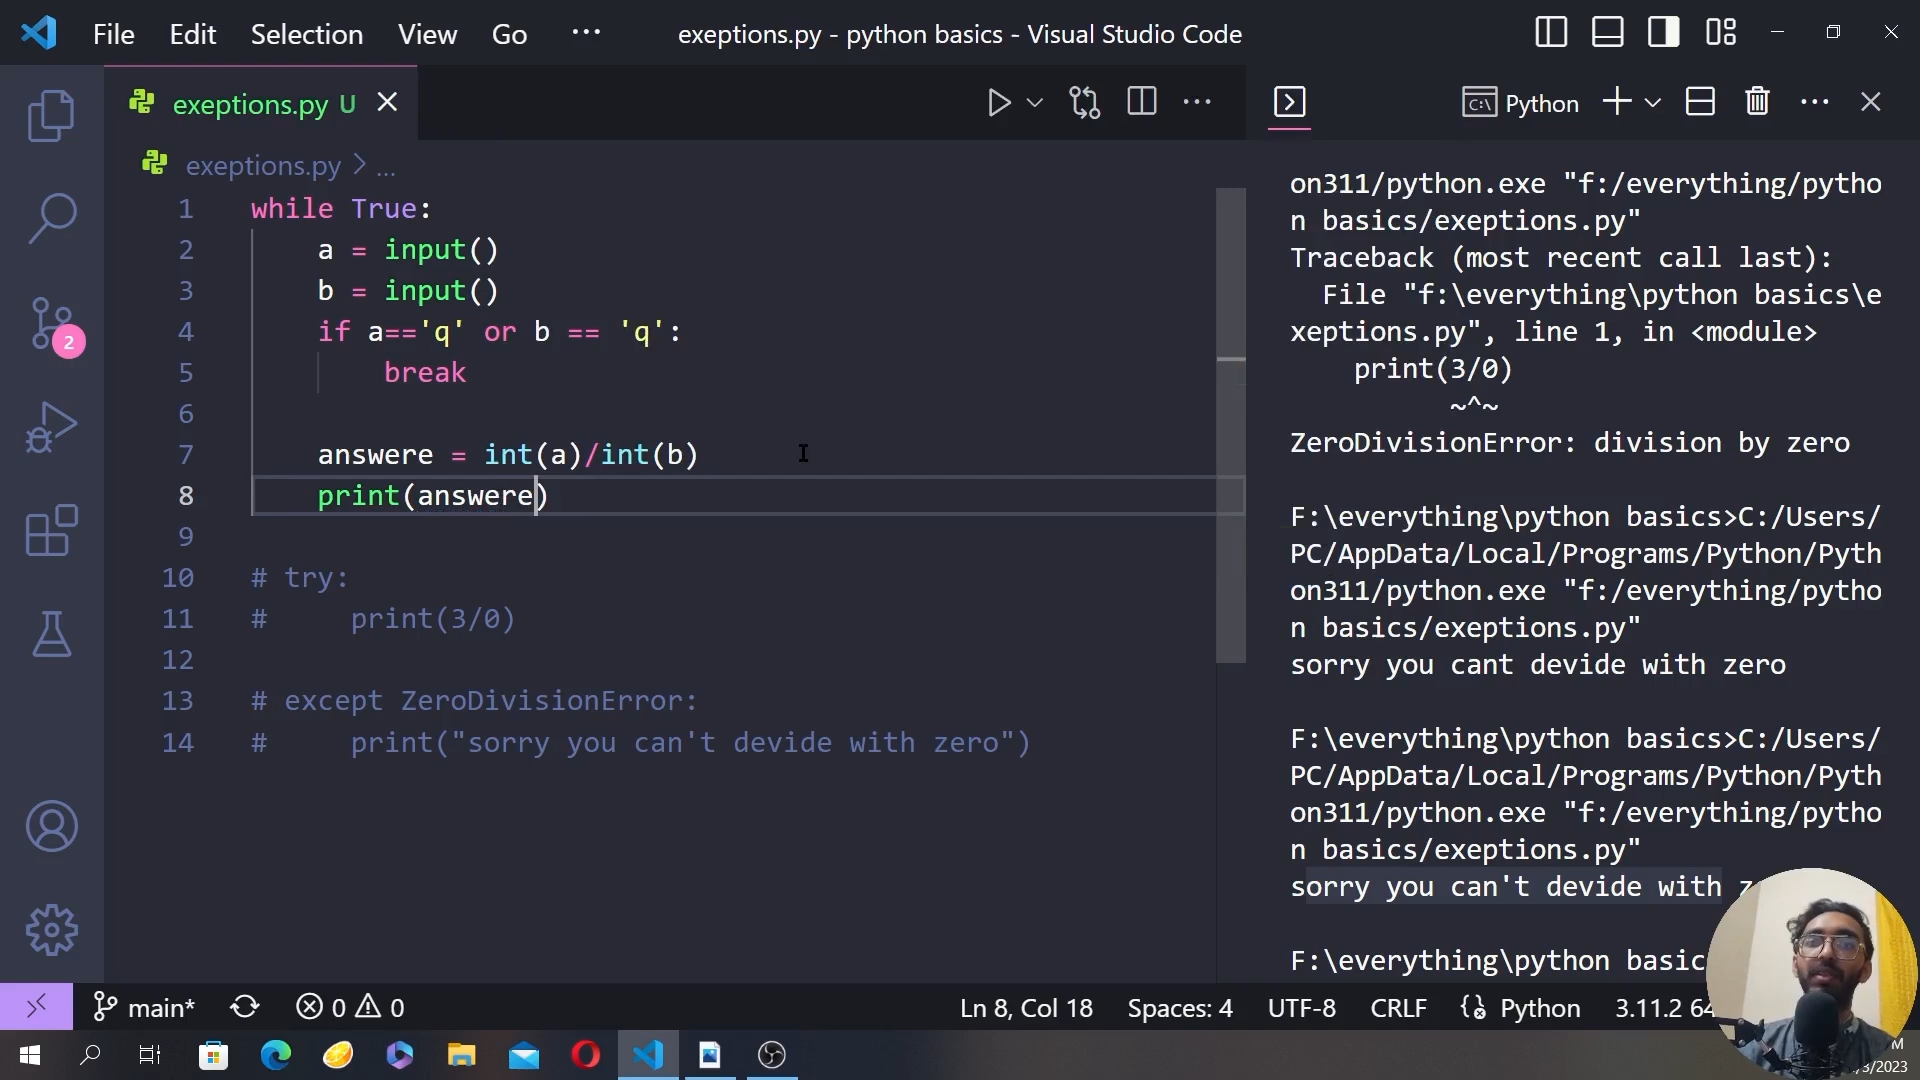 File Edit Selection View Go ··· exeptions.py - python basics - Visual Studio Code
exeptions.py U
Python
exeptions.py > ...
1 while True:
2 a = input()
3 b = input()
4 if a=='q' or b == 'q':
5 break
6
7 answere = int(a)/int(b)
8 print(answere)
9
10 # try:
11 # print(3/0)
12
13 # except ZeroDivisionError:
14 # print("sorry you can't devide with zero")
on311/python.exe "f:/everything/pytho
n basics/exeptions.py"
Traceback (most recent call last):
File "f:\everything\python basics\e
xeptions.py", line 1, in <module>
print(3/0)
~^~
ZeroDivisionError: division by zero
F:\everything\python basics>C:/Users/
PC/AppData/Local/Programs/Python/Pyth
on311/python.exe "f:/everything/pytho
n basics/exeptions.py"
sorry you cant devide with zero
F:\everything\python basics>C:/Users/
PC/AppData/Local/Programs/Python/Pyth
on311/python.exe "f:/everything/pytho
n basics/exeptions.py"
sorry you can't devide with
F:\everything\python
2
main* 0 0 Ln 8, Col 18 Spaces: 4 UTF-8 CRLF Python 3.11.2